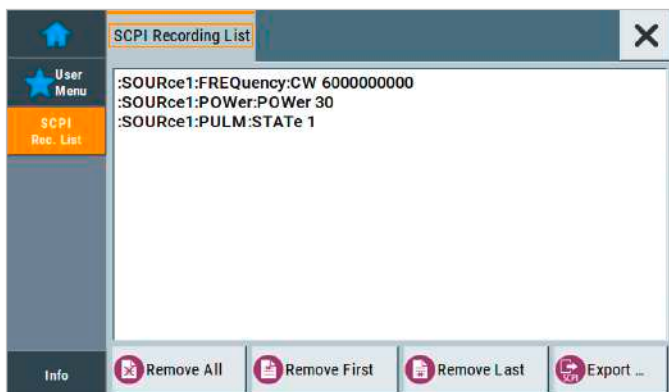 SCPI Recording List
User
Menu
SCPI
Rec. List
:SOURce1:FREQuency:CW 6000000000
:SOURce1:POWer:POWer 30
:SOURce1:PULM:STATe 1
Info
Remove All
Remove First
Remove Last
SCPI
Export ...